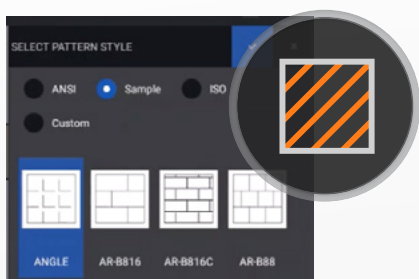 SELECT PATTERN STYLE
ANSI Sample ISO
Custom
ANGLE AR-B816 AR-B816C AR-B88